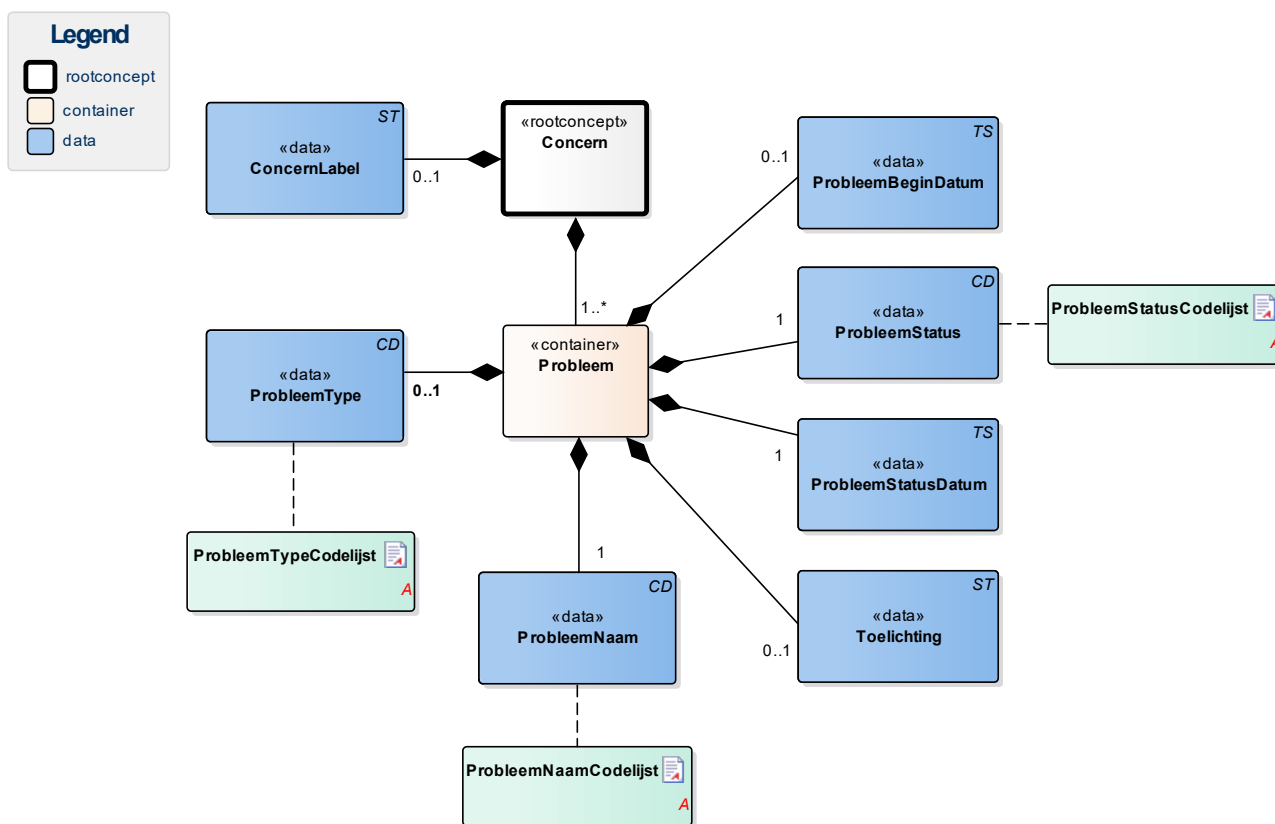 Legend
rootconcept
container
data
ST
«data»
ConcernLabel
0..1
«rootconcept»
Concern
1..*
TS
«data»
ProbleemBeginDatum
0..1
CD
«data»
ProbleemStatus
1
ProbleemStatusCodelijst
A
CD
«data»
ProbleemType
0..1
«container»
Probleem
TS
«data»
ProbleemStatusDatum
1
ProbleemTypeCodelijst
A
1
CD
«data»
ProbleemNaam
ST
«data»
Toelichting
0..1
ProbleemNaamCodelijst
A